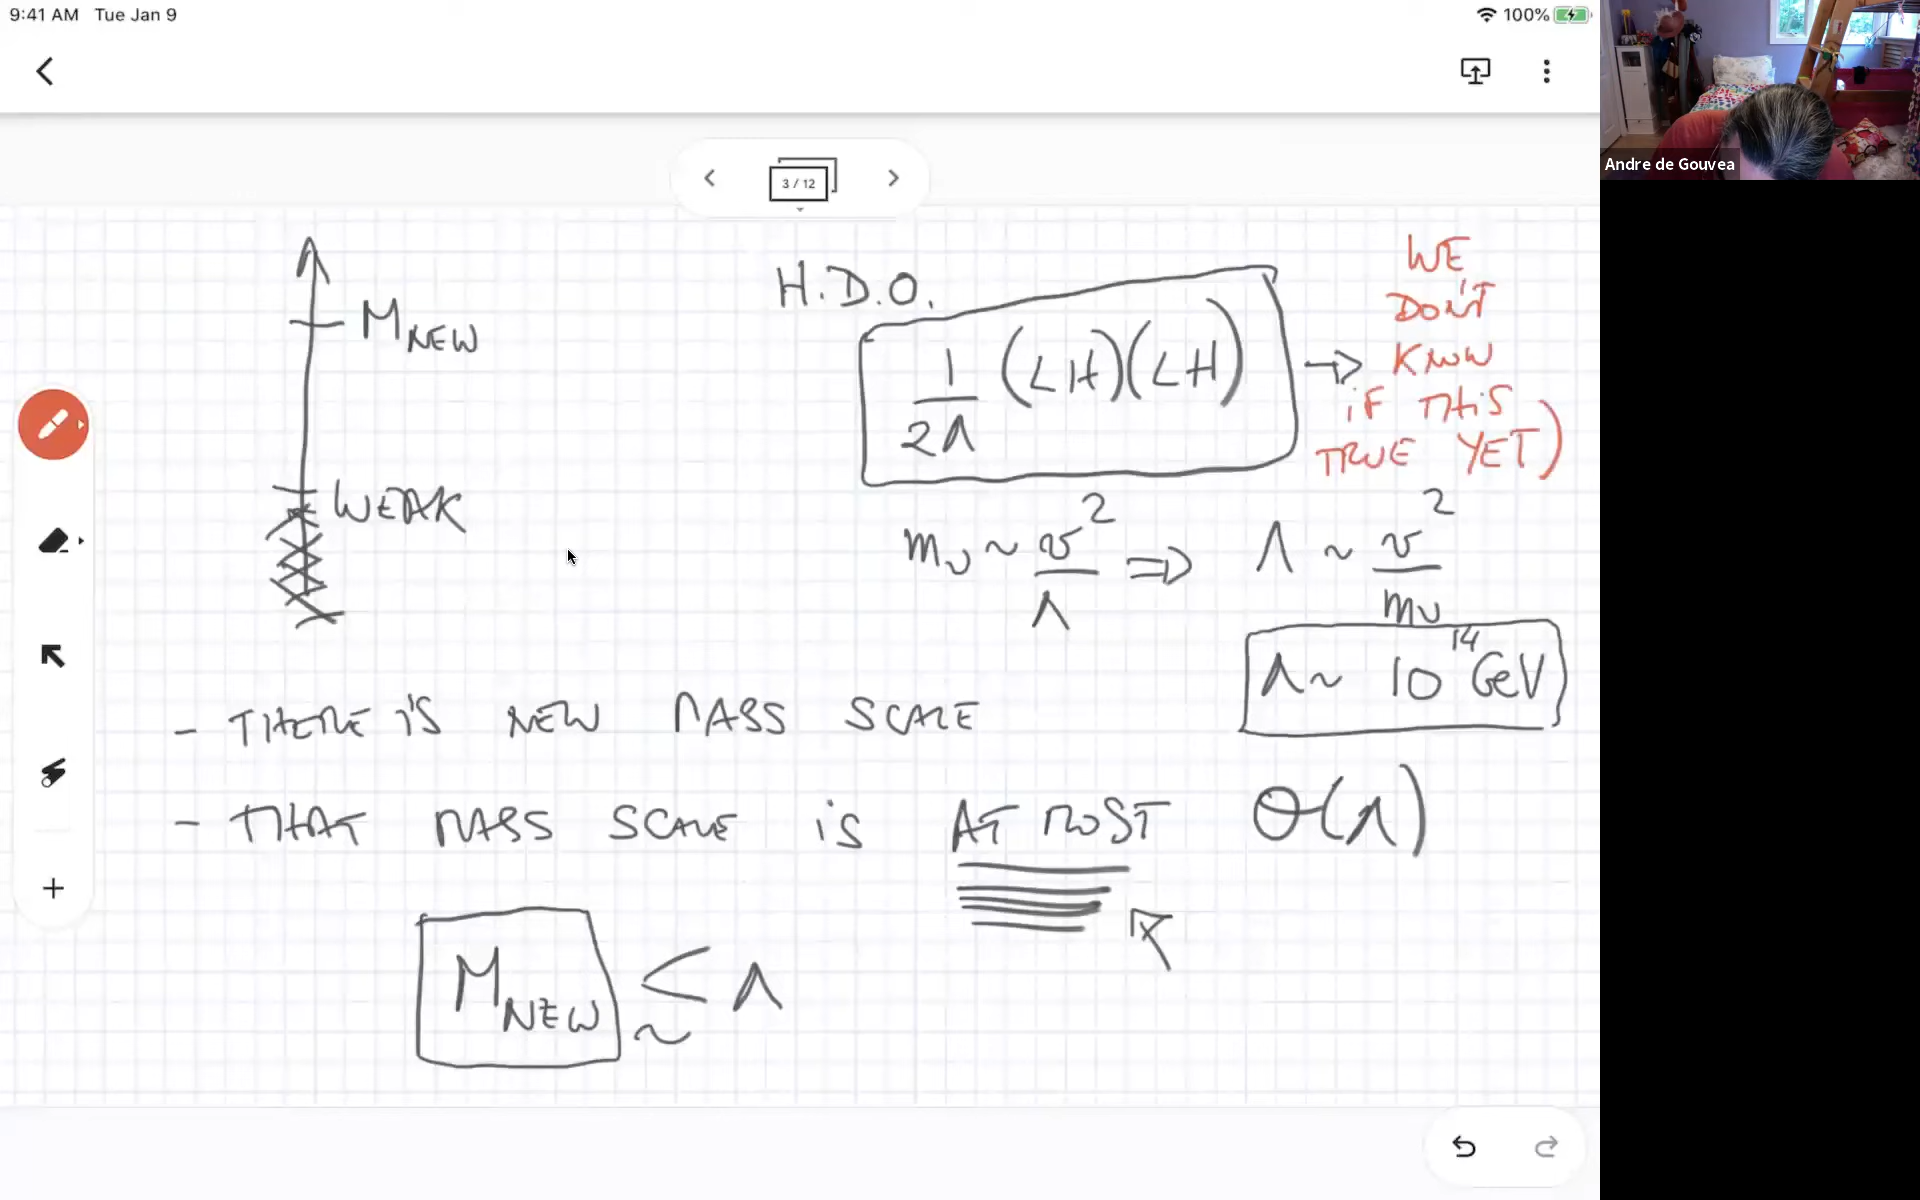 9:41 AM Tue Jan 9
100%
Andre de Gouvea
3 / 12
M_NEW
WEAK
H.D.O.
1/2Λ (LH)(LH) →
WE
DON'T
KNOW
iF THiS
TRUE YET)
m_ν ~ v²/Λ ⇒ Λ ~ v²/m_ν
Λ ~ 10^14 GeV
- THERE iS NEW MASS SCALE
- THAT MASS SCALE iS AT MOST O(Λ)
M_NEW ≲ Λ